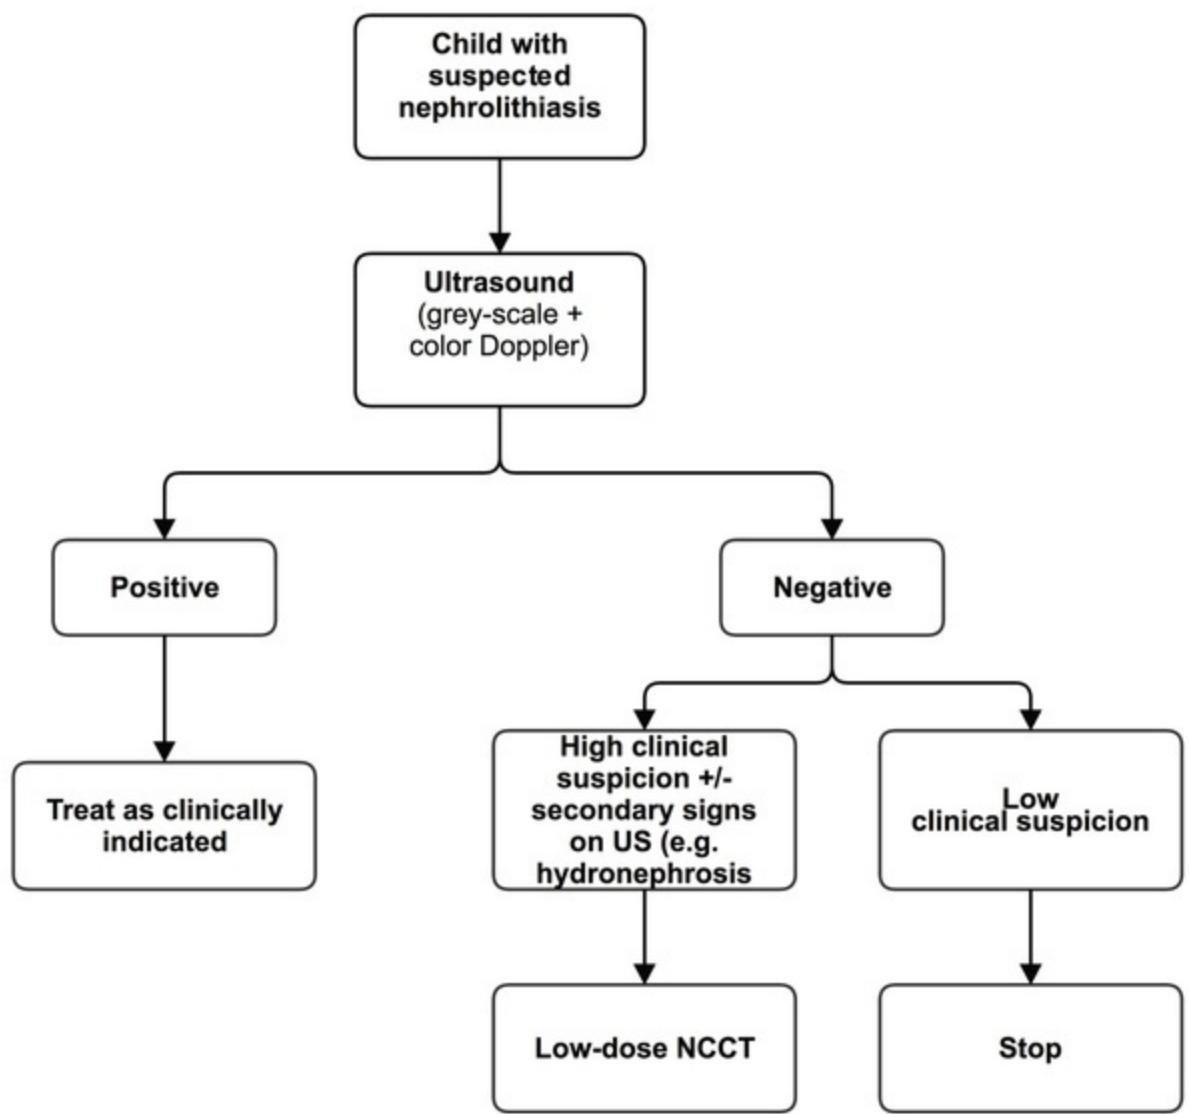 Child with
suspected
nephrolithiasis
Ultrasound
(grey-scale +
color Doppler)
Positive
Negative
Treat as clinically
indicated
High clinical
suspicion +/-
secondary signs
on US (e.g.
hydronephrosis
Low
clinical suspicion
Low-dose NCCT
Stop